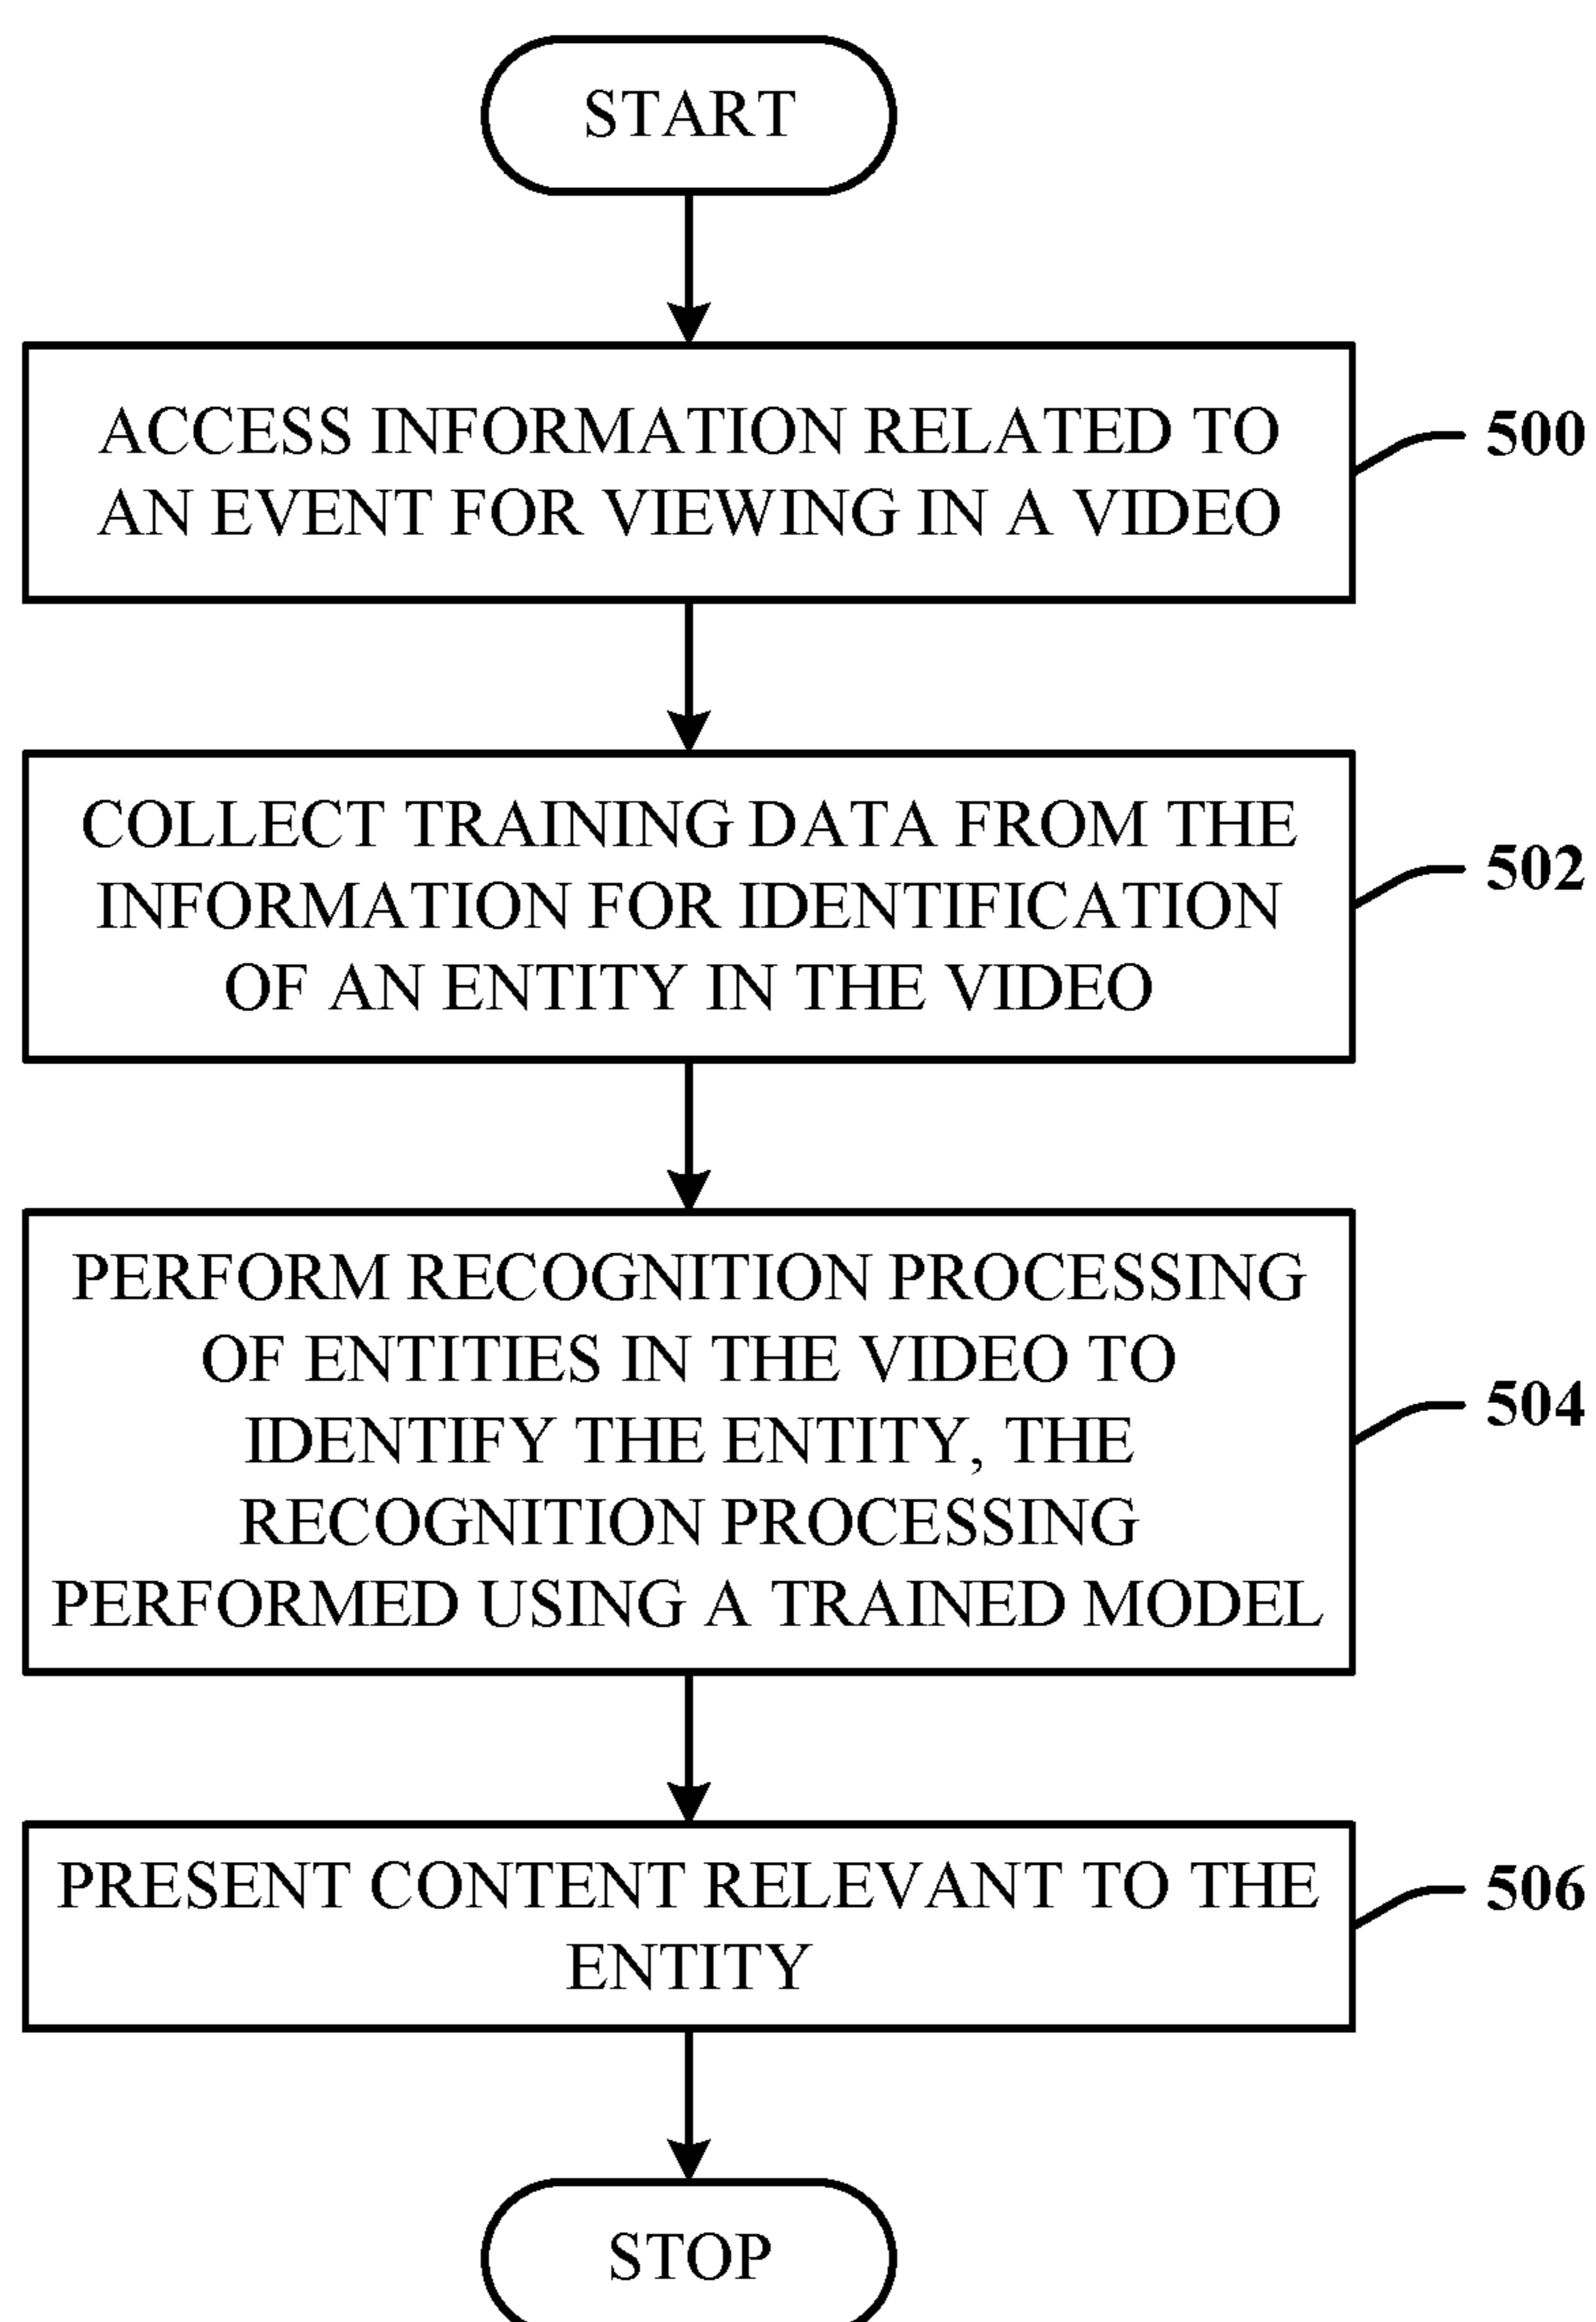 START
ACCESS INFORMATION RELATED TO
AN EVENT FOR VIEWING IN A VIDEO
500
COLLECT TRAINING DATA FROM THE
INFORMATION FOR IDENTIFICATION
OF AN ENTITY IN THE VIDEO
502
PERFORM RECOGNITION PROCESSING
OF ENTITIES IN THE VIDEO TO
IDENTIFY THE ENTITY, THE
RECOGNITION PROCESSING
PERFORMED USING A TRAINED MODEL
504
PRESENT CONTENT RELEVANT TO THE
ENTITY
506
STOP